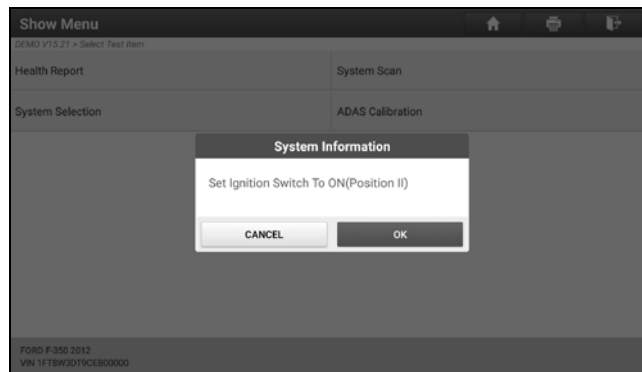 Show Menu
DEMO V15.21 > Select Test Item
Health Report
System Scan
System Selection
ADAS Calibration
System Information
Set Ignition Switch To ON(Position II)
CANCEL
OK
FORD F-350 2012
VIN 1FT8W3DT9CEB00000